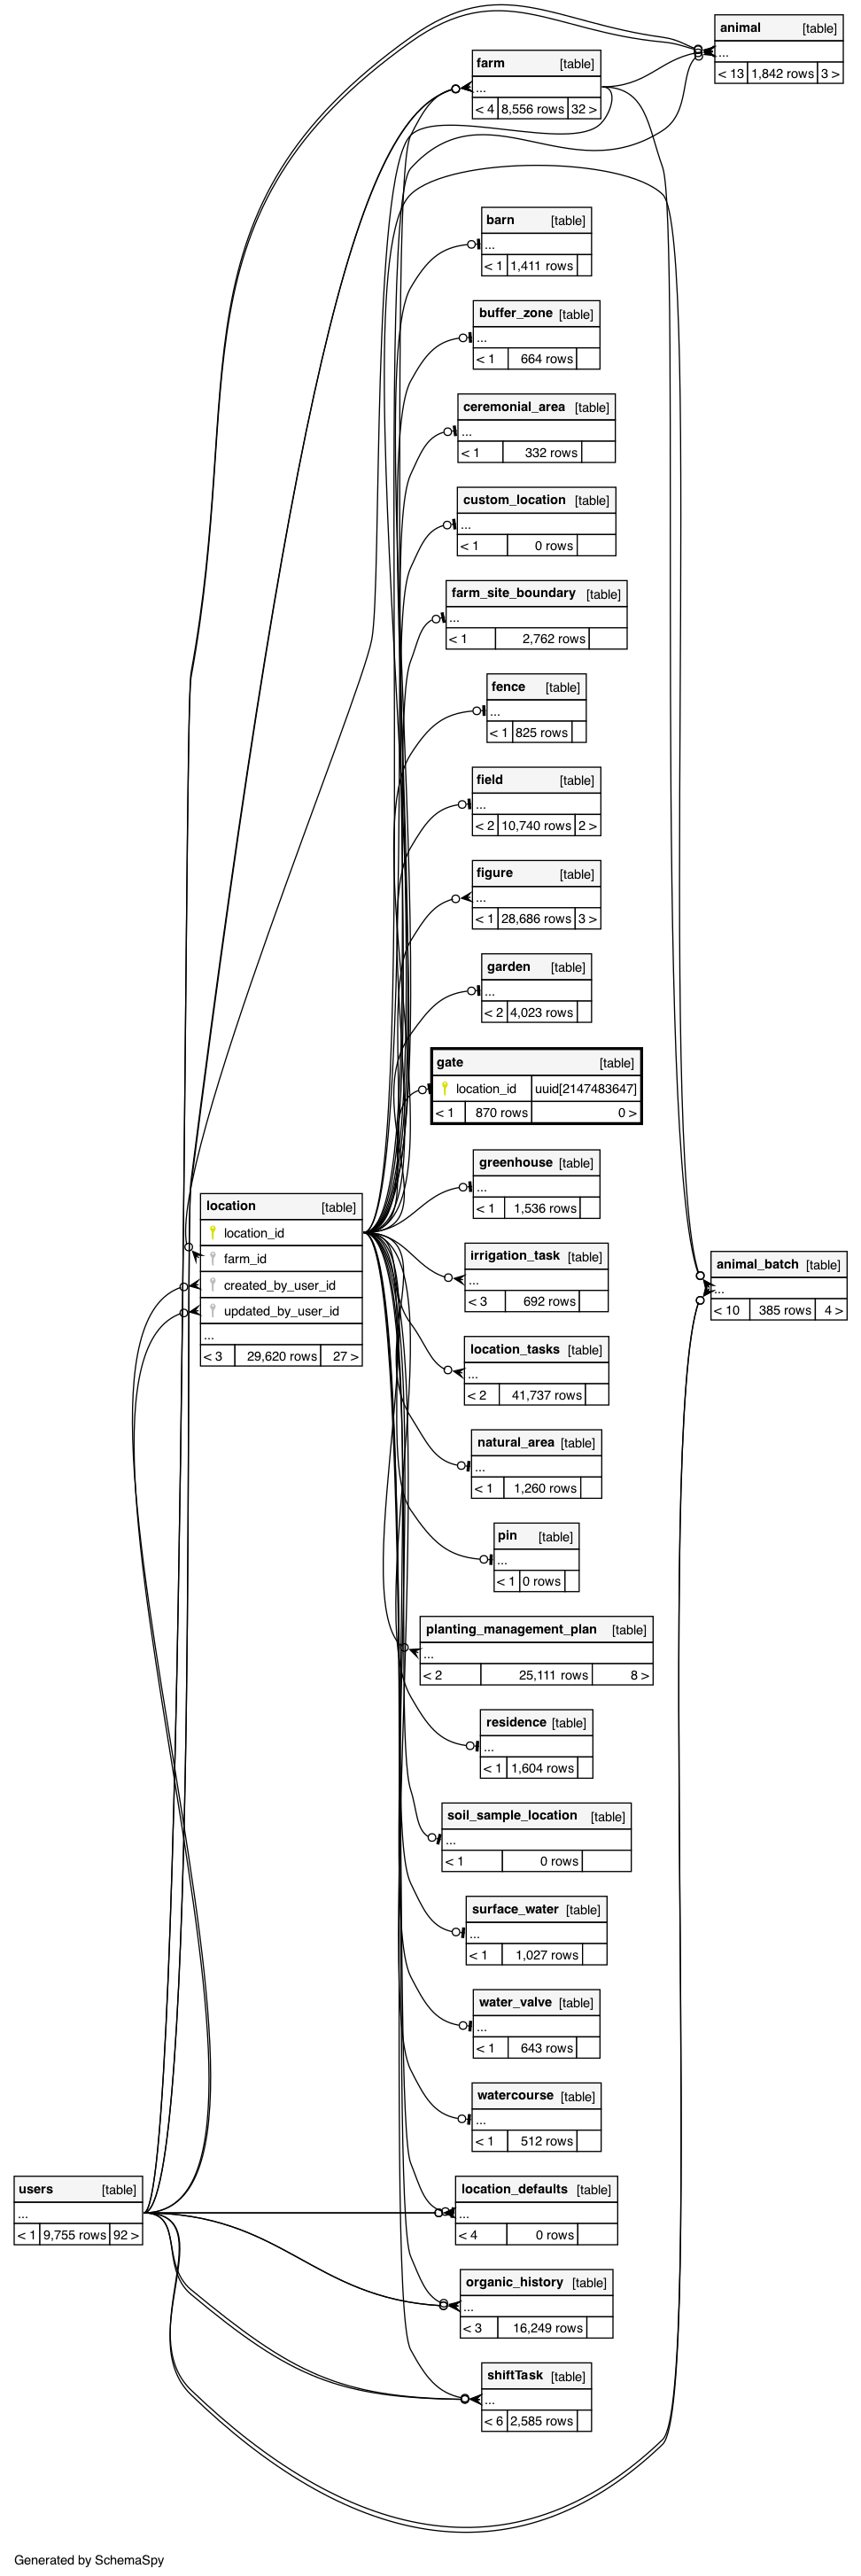 animal [table]
...
< 13 1,842 rows 3 >
farm [table]
...
< 4 8,556 rows 32 >
barn [table]
...
< 1 1,411 rows
buffer_zone [table]
...
< 1 664 rows
ceremonial_area [table]
...
< 1 332 rows
custom_location [table]
...
< 1 0 rows
farm_site_boundary [table]
...
< 1 2,762 rows
fence [table]
...
< 1 825 rows
field [table]
...
< 2 10,740 rows 2 >
figure [table]
...
< 1 28,686 rows 3 >
garden [table]
...
< 2 4,023 rows
gate [table]
location_id uuid[2147483647]
< 1 870 rows 0 >
greenhouse [table]
...
< 1 1,536 rows
location [table]
location_id
farm_id
created_by_user_id
updated_by_user_id
...
< 3 29,620 rows 27 >
irrigation_task [table]
...
< 3 692 rows
animal_batch [table]
...
< 10 385 rows 4 >
location_tasks [table]
...
< 2 41,737 rows
natural_area [table]
...
< 1 1,260 rows
pin [table]
...
< 1 0 rows
planting_management_plan [table]
...
< 2 25,111 rows 8 >
residence [table]
...
< 1 1,604 rows
soil_sample_location [table]
...
< 1 0 rows
surface_water [table]
...
< 1 1,027 rows
water_valve [table]
...
< 1 643 rows
watercourse [table]
...
< 1 512 rows
users [table]
...
< 1 9,755 rows 92 >
location_defaults [table]
...
< 4 0 rows
organic_history [table]
...
< 3 16,249 rows
shiftTask [table]
...
< 6 2,585 rows
Generated by SchemaSpy